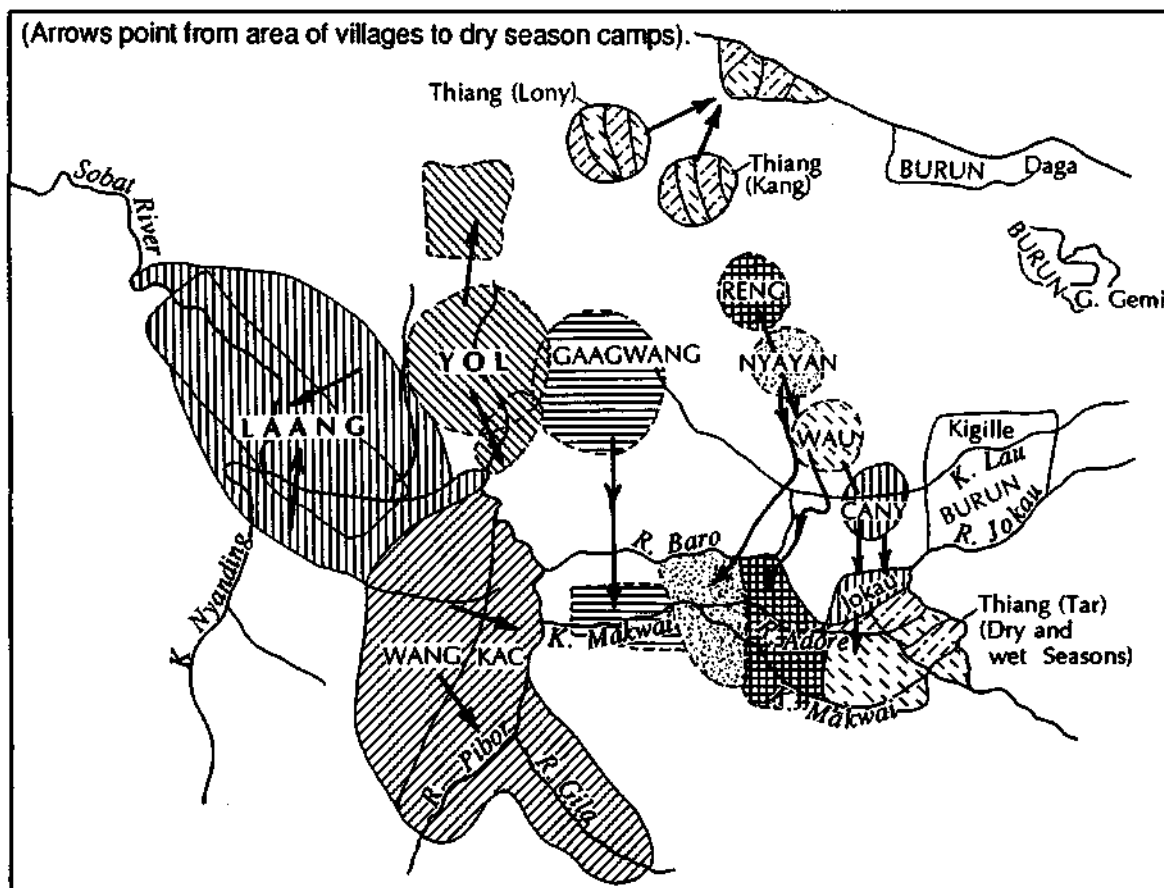 (Arrows point from area of villages to dry season camps).
Thiang (Lony)
Thiang
(Kang)
BURUN
Daga
Sobat River
BURUN
G. Gemi
RENG
NYAYAN
GAAGWANG
YOL
LAANG
WAU
CANY
Kigille
K. Lau
BURUN
R. Jokau
R. Baro
Jokau
K. Nyanding
K. Makwai
Adore
Thiang (Tar)
(Dry and
wet Seasons)
WANG KAC
Makwai
R. Pibor
R. Gila